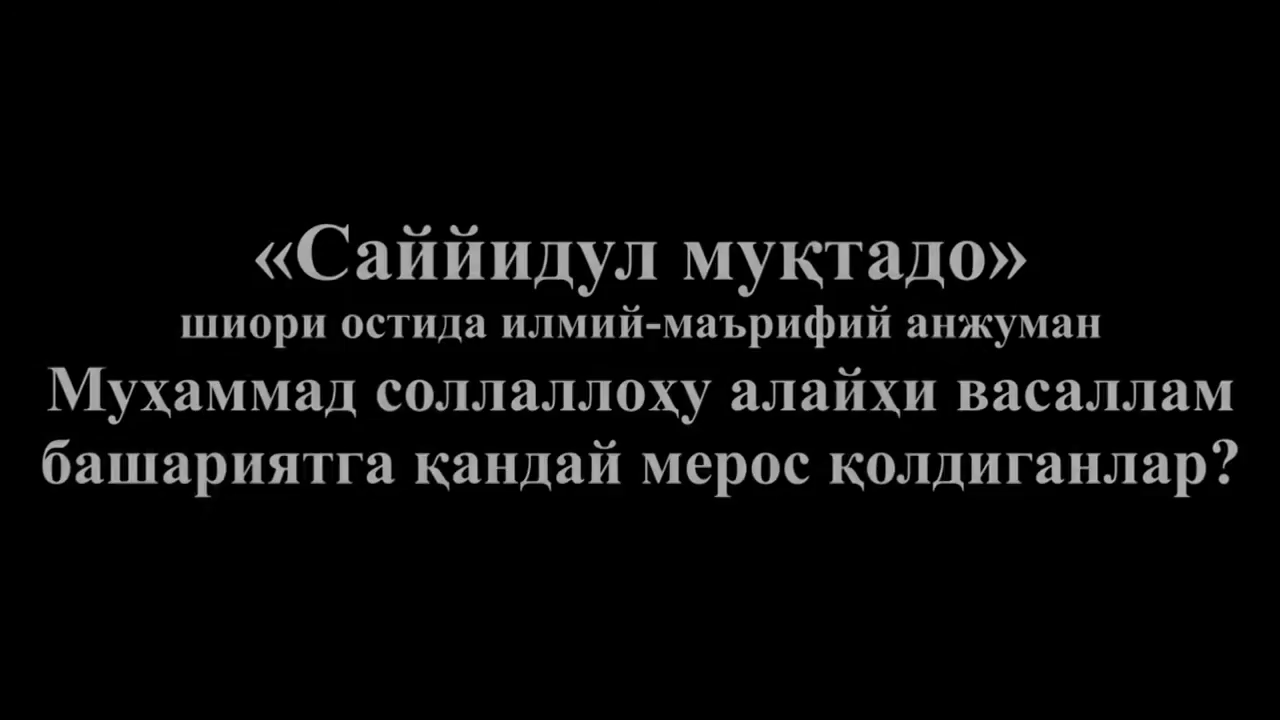 «Саййидул муқтадо»
шиори остида илмий-маърифий анжуман
Муҳаммад соллаллоҳу алайҳи васаллам
башариятга қандай мерос қолдиганлар?